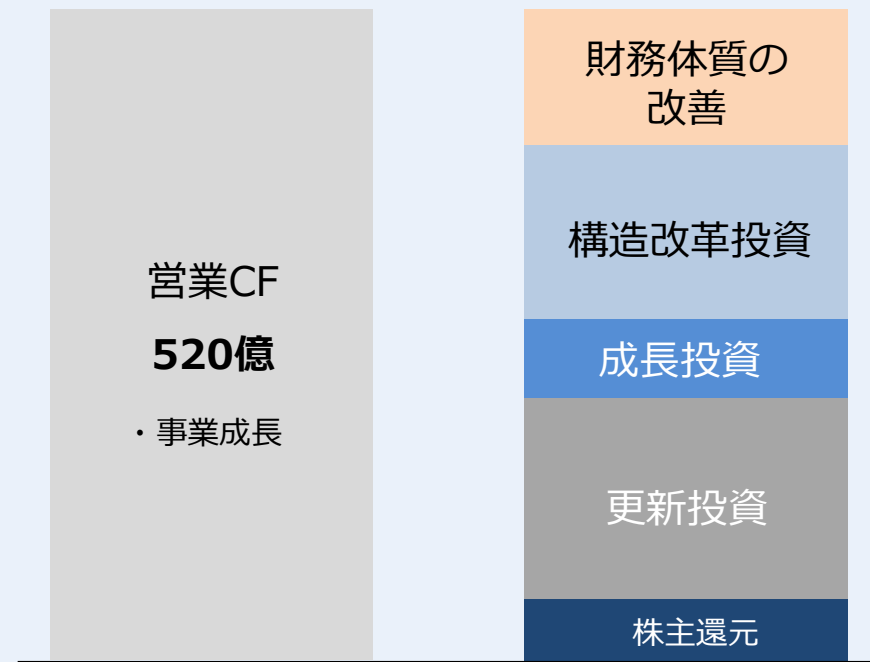 営業CF
520億
・事業成長
財務体質の
改善
構造改革投資
成長投資
更新投資
株主還元